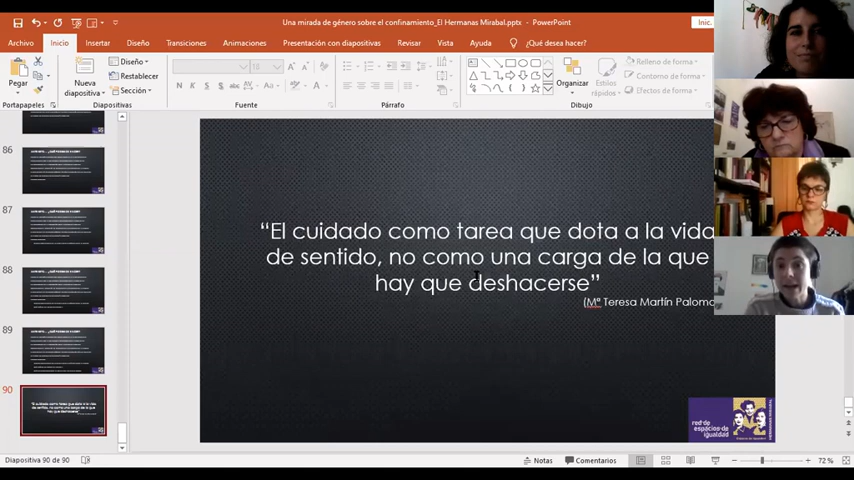 Una mirada de género sobre el confinamiento_EI Hermanas Mirabal.pptx - PowerPoint
Inic.
Archivo Inicio Insertar Diseño Transiciones Animaciones Presentación con diapositivas Revisar Vista Ayuda ¿Qué desea hacer?
Pegar
Nueva diapositiva
Diseño
Restablecer
Sección
N K S
Organizar
Estilos rápidos
Relleno de forma
Contorno de forma
Efectos de forma
Portapapeles Diapositivas Fuente Párrafo Dibujo
86
87
88
89
90
“El cuidado como tarea que dota a la vida
de sentido, no como una carga de la que
hay que deshacerse”
(Mª Teresa Martín Palomo
red de
espacios de
igualdad
Diapositiva 90 de 90 Notas Comentarios 72 %